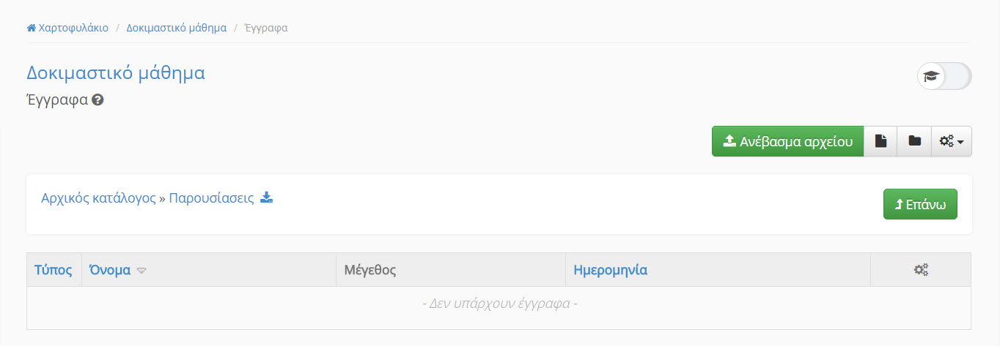 Χαρτοφυλάκιο / Δοκιμαστικό μάθημα / Έγγραφα
Δοκιμαστικό μάθημα
Έγγραφα
Ανέβασμα αρχείου
Αρχικός κατάλογος » Παρουσίασεις
Επάνω
Τύπος Όνομα Μέγεθος Ημερομηνία
- Δεν υπάρχουν έγγραφα -